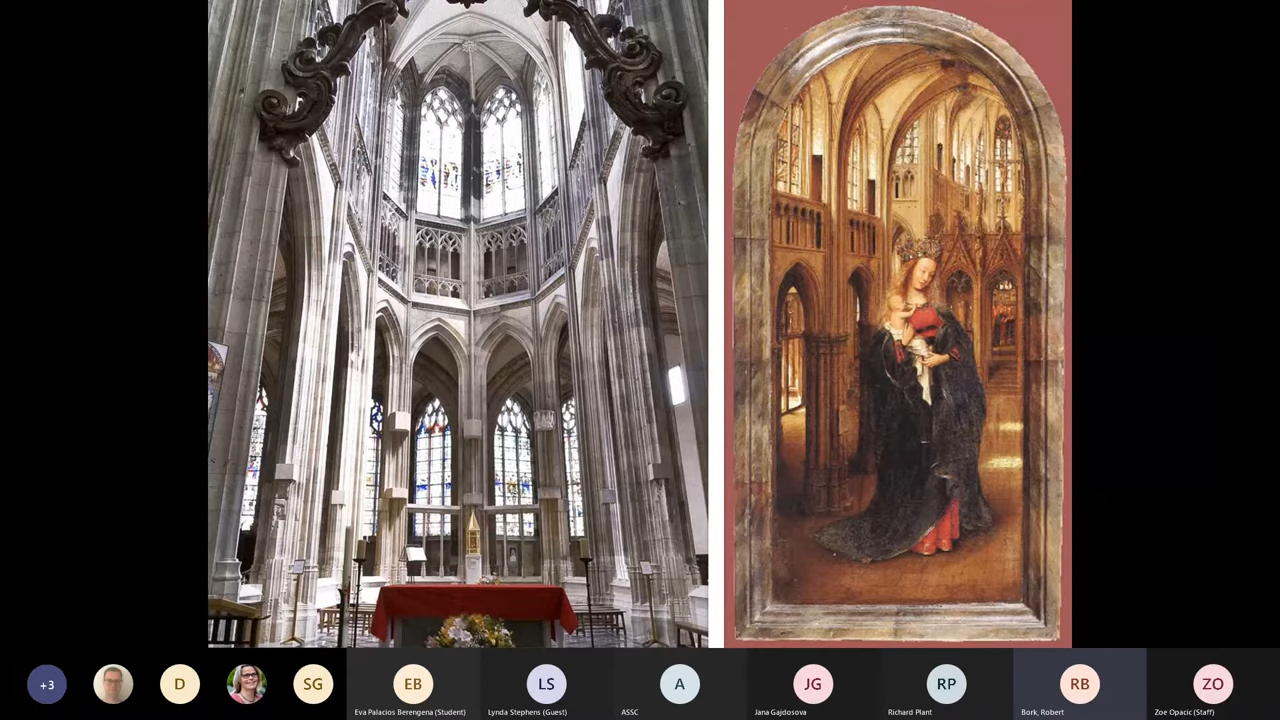 +3
D
SG
EB
LS
A
JG
RP
RB
ZO
Eva Palacios Berengena (Student)
Lynda Stephens (Guest)
ASSC
Jana Gajdosova
Richard Plant
Bork, Robert
Zoe Opacic (Staff)